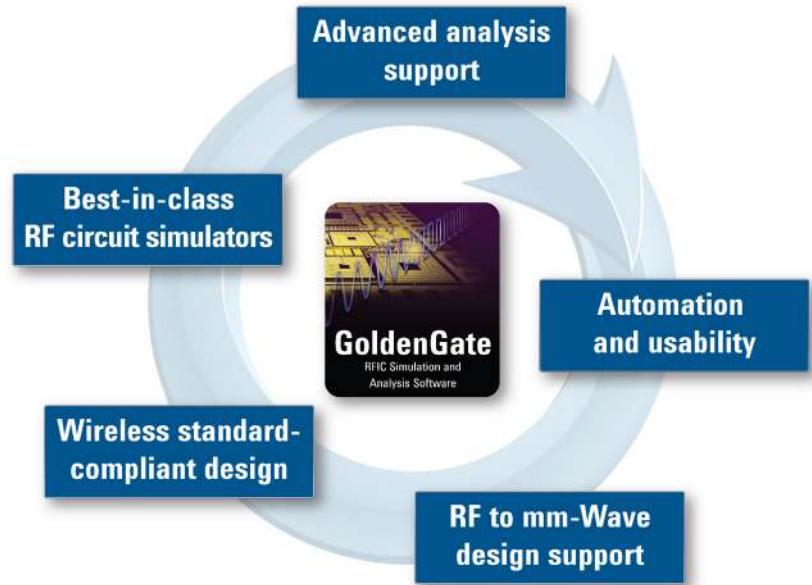 Advanced analysis
support
Best-in-class
RF circuit simulators
Automation
and usability
GoldenGate
RFIC Simulation and
Analysis Software
Wireless standard-
compliant design
RF to mm-Wave
design support